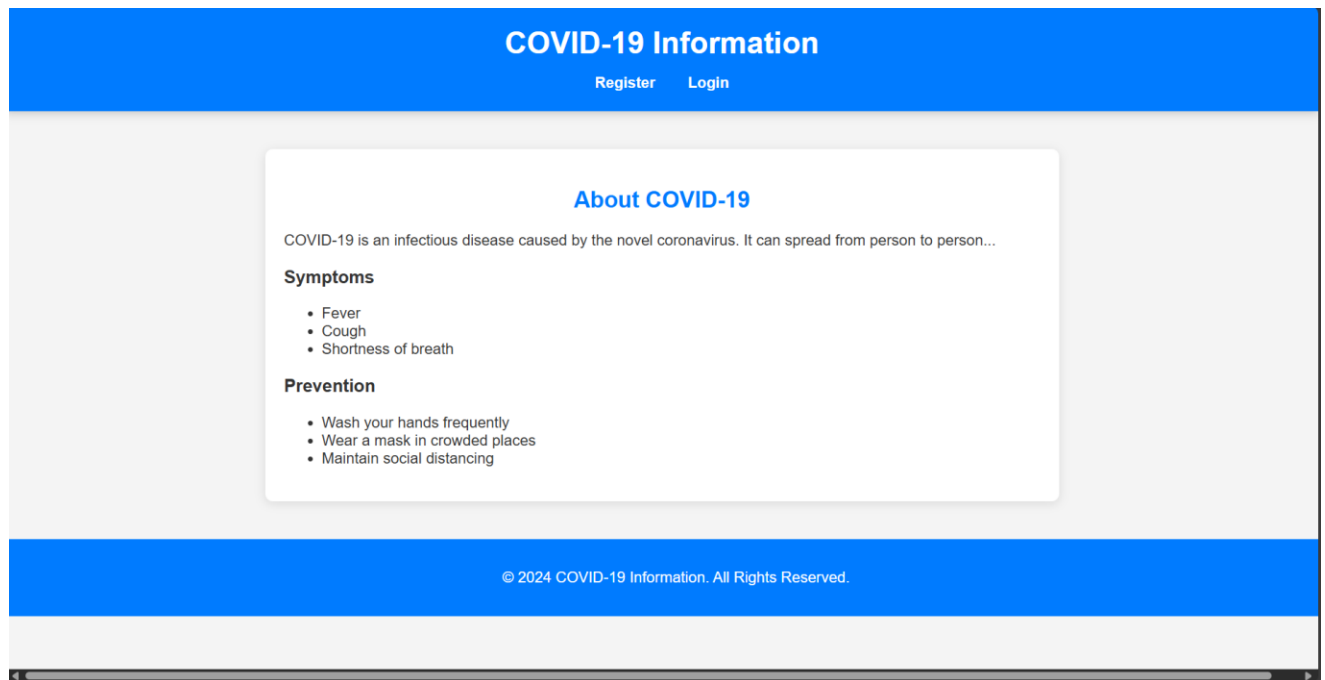 COVID-19 Information
Register Login
About COVID-19
COVID-19 is an infectious disease caused by the novel coronavirus. It can spread from person to person...
Symptoms
• Fever
• Cough
• Shortness of breath
Prevention
• Wash your hands frequently
• Wear a mask in crowded places
• Maintain social distancing
© 2024 COVID-19 Information. All Rights Reserved.